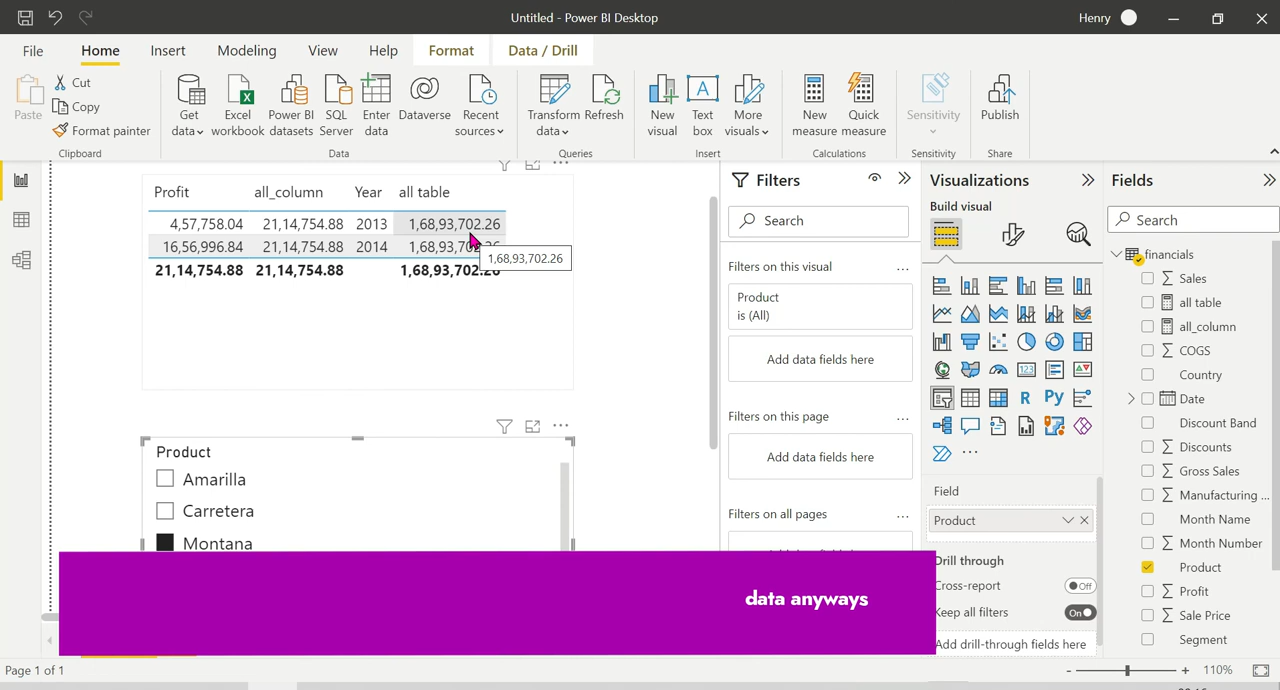 Untitled - Power BI Desktop
Henry
File Home Insert Modeling View Help Format Data / Drill
Paste
Cut
Copy
Format painter
Get data
Excel workbook
Power BI datasets
SQL Server
Enter data
Dataverse
Recent sources
Transform data
Refresh
New visual
Text box
More visuals
New measure
Quick measure
Sensitivity
Publish
Clipboard Data Queries Insert Calculations Sensitivity Share
Profit all_column Year all table
4,57,758.04 21,14,754.88 2013 1,68,93,702.26
16,56,996.84 21,14,754.88 2014
21,14,754.88 21,14,754.88 1,68,93,702.26
1,68,93,702.26
Product
Amarilla
Carretera
Montana
data anyways
Filters
Search
Filters on this visual ...
Product
is (All)
Add data fields here
Filters on this page ...
Add data fields here
Filters on all pages ...
Visualizations
Build visual
R Py
123
...
Field
Product
Drill through
Cross-report Off
Keep all filters On
Add drill-through fields here
Fields
Search
financials
Sales
all table
all_column
COGS
Country
Date
Discount Band
Discounts
Gross Sales
Manufacturing ...
Month Name
Month Number
Product
Profit
Sale Price
Segment
Page 1 of 1
- + 110%